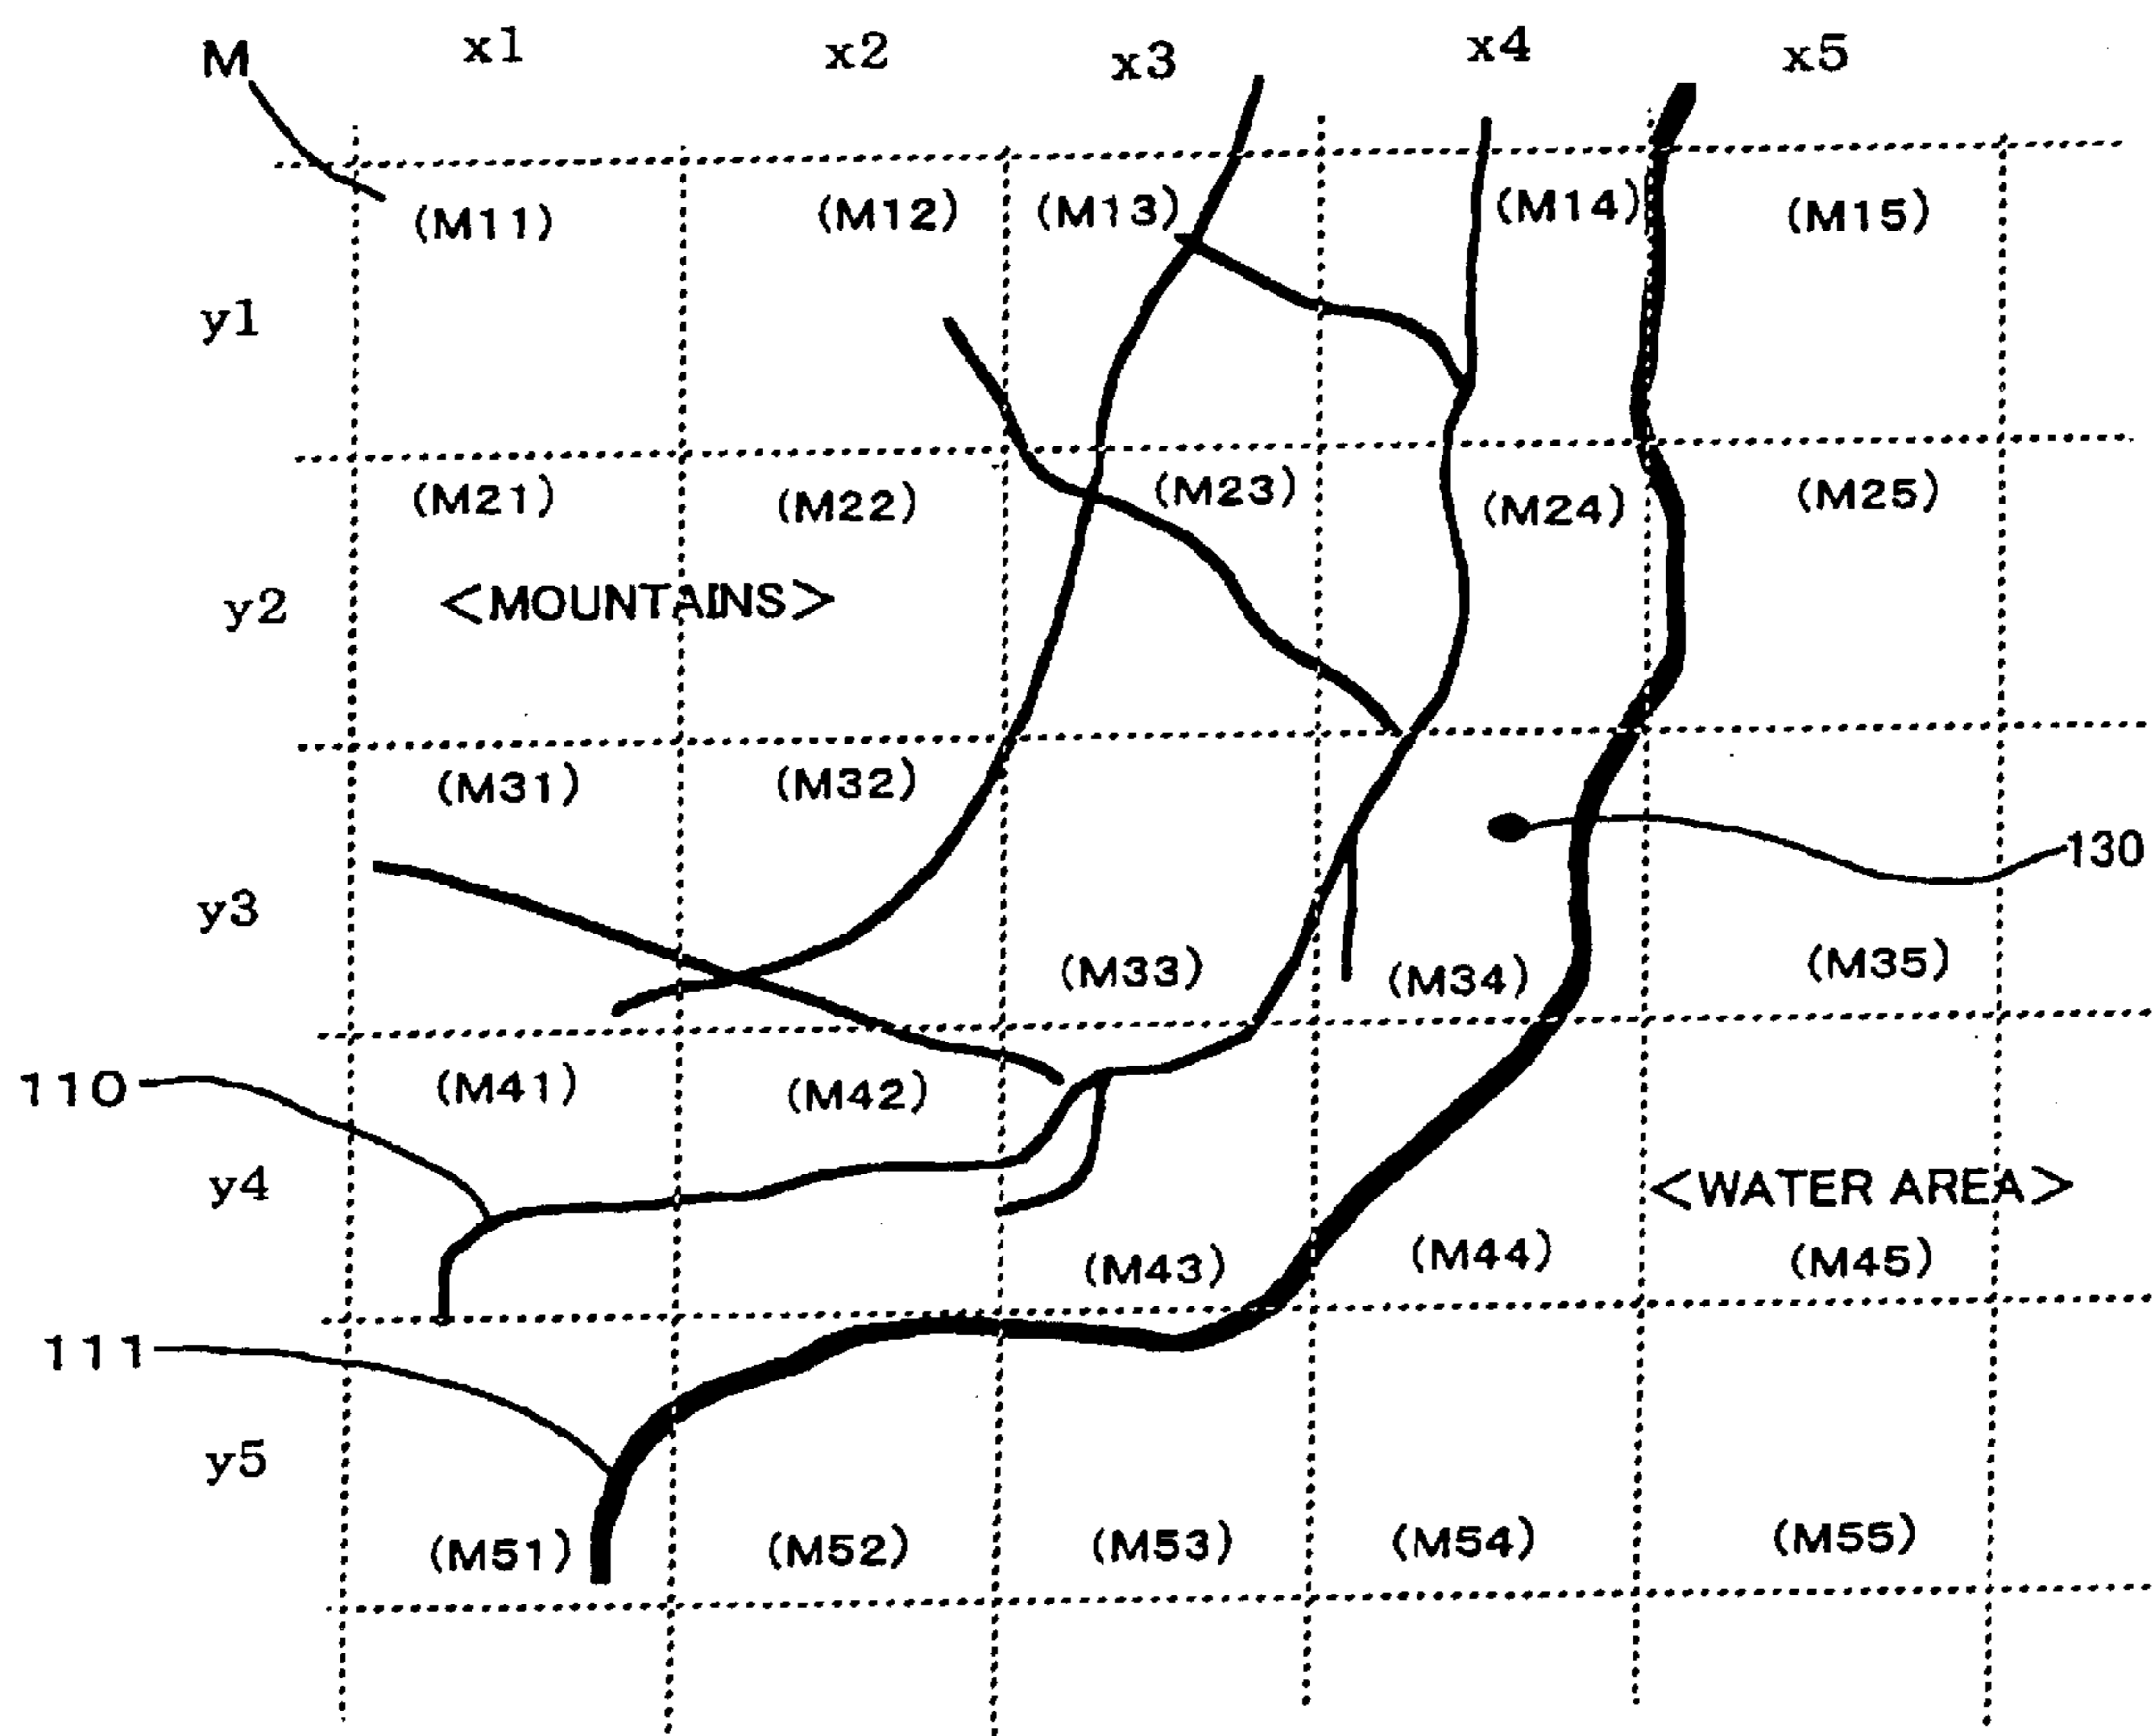 M x1 x2 x3 x4 x5
(M11) (M12) (M13) (M14) (M15)
y1
(M21) (M22) (M23) (M24) (M25)
y2 <MOUNTAINS>
(M31) (M32)
130
y3
(M33) (M34) (M35)
110 (M41) (M42)
y4 <WATER AREA>
(M43) (M44) (M45)
111
y5
(M51) (M52) (M53) (M54) (M55)